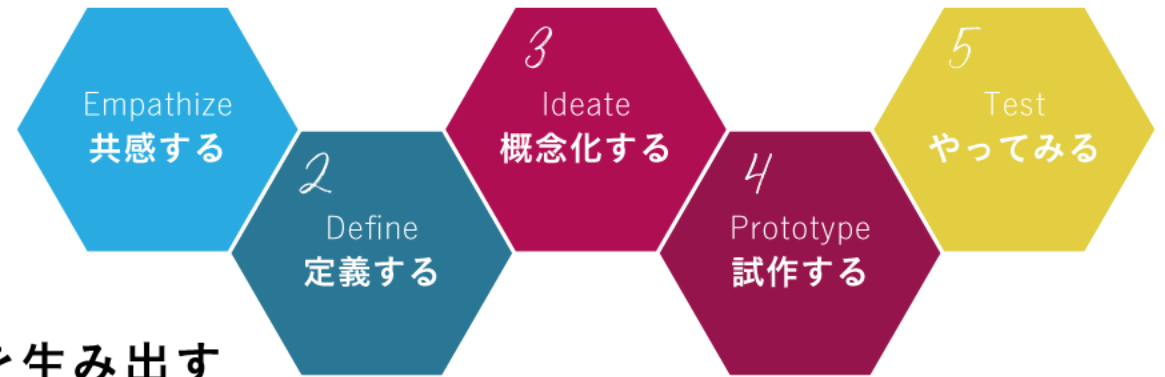 Empathize
共感する
2
Define
定義する
3
Ideate
概念化する
4
Prototype
試作する
5
Test
やってみる
を生み出す